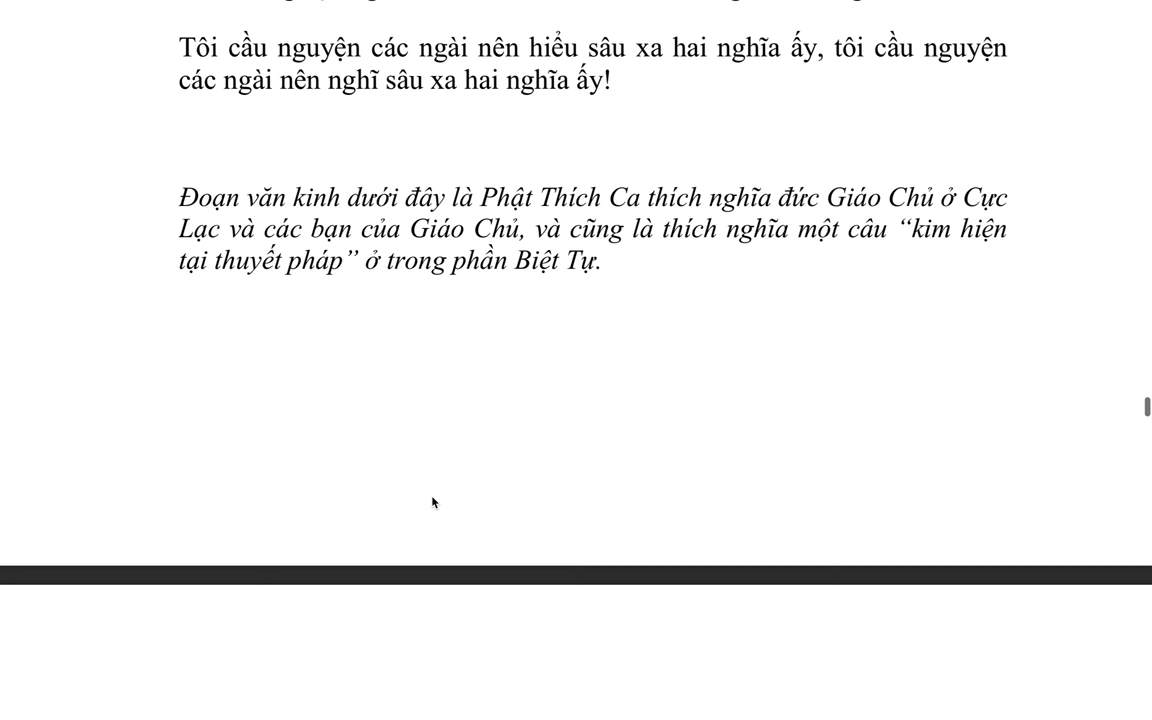 Tôi cầu nguyện các ngài nên hiểu sâu xa hai nghĩa ấy, tôi cầu nguyện
các ngài nên nghĩ sâu xa hai nghĩa ấy!
Đoạn văn kinh dưới đây là Phật Thích Ca thích nghĩa đức Giáo Chủ ở Cực
Lạc và các bạn của Giáo Chủ, và cũng là thích nghĩa một câu “kim hiện
tại thuyết pháp” ở trong phần Biệt Tự.